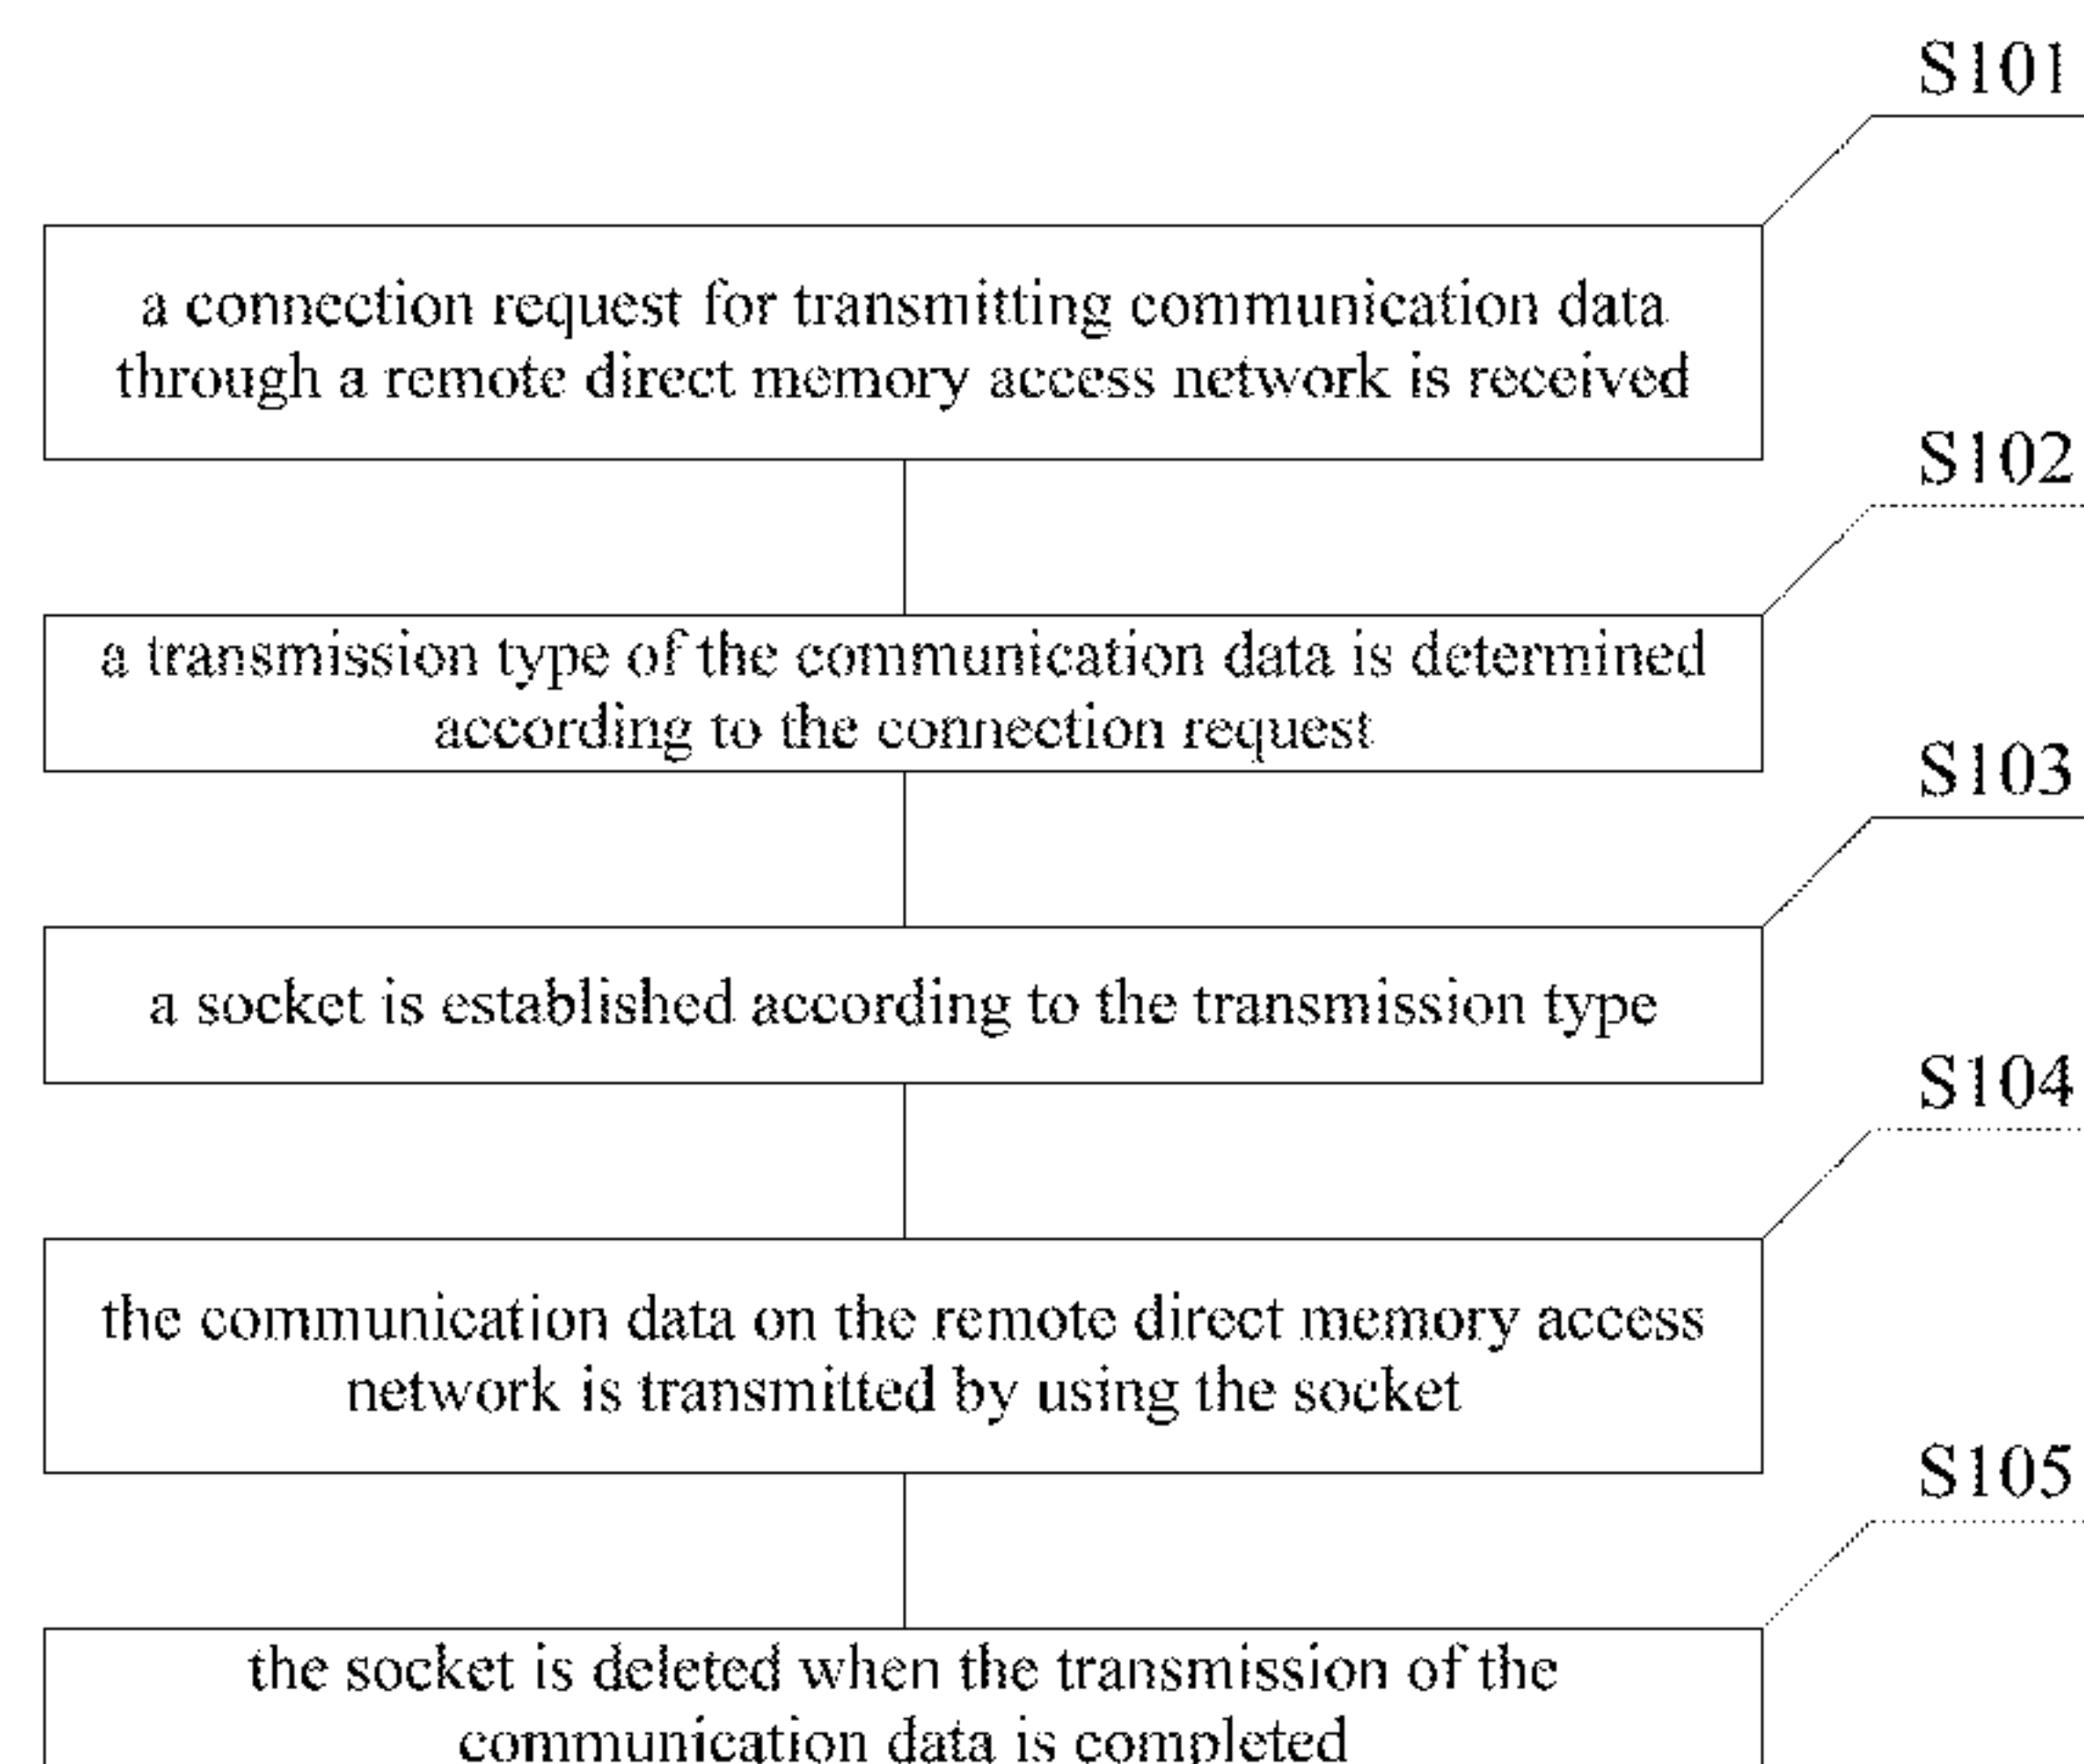 S101
a connection request for transmitting communication data
through a remote direct memory access network is received
S102
a transmission type of the communication data is determined
according to the connection request
S103
a socket is established according to the transmission type
S104
the communication data on the remote direct memory access
network is transmitted by using the socket
S105
the socket is deleted when the transmission of the
communication data is completed